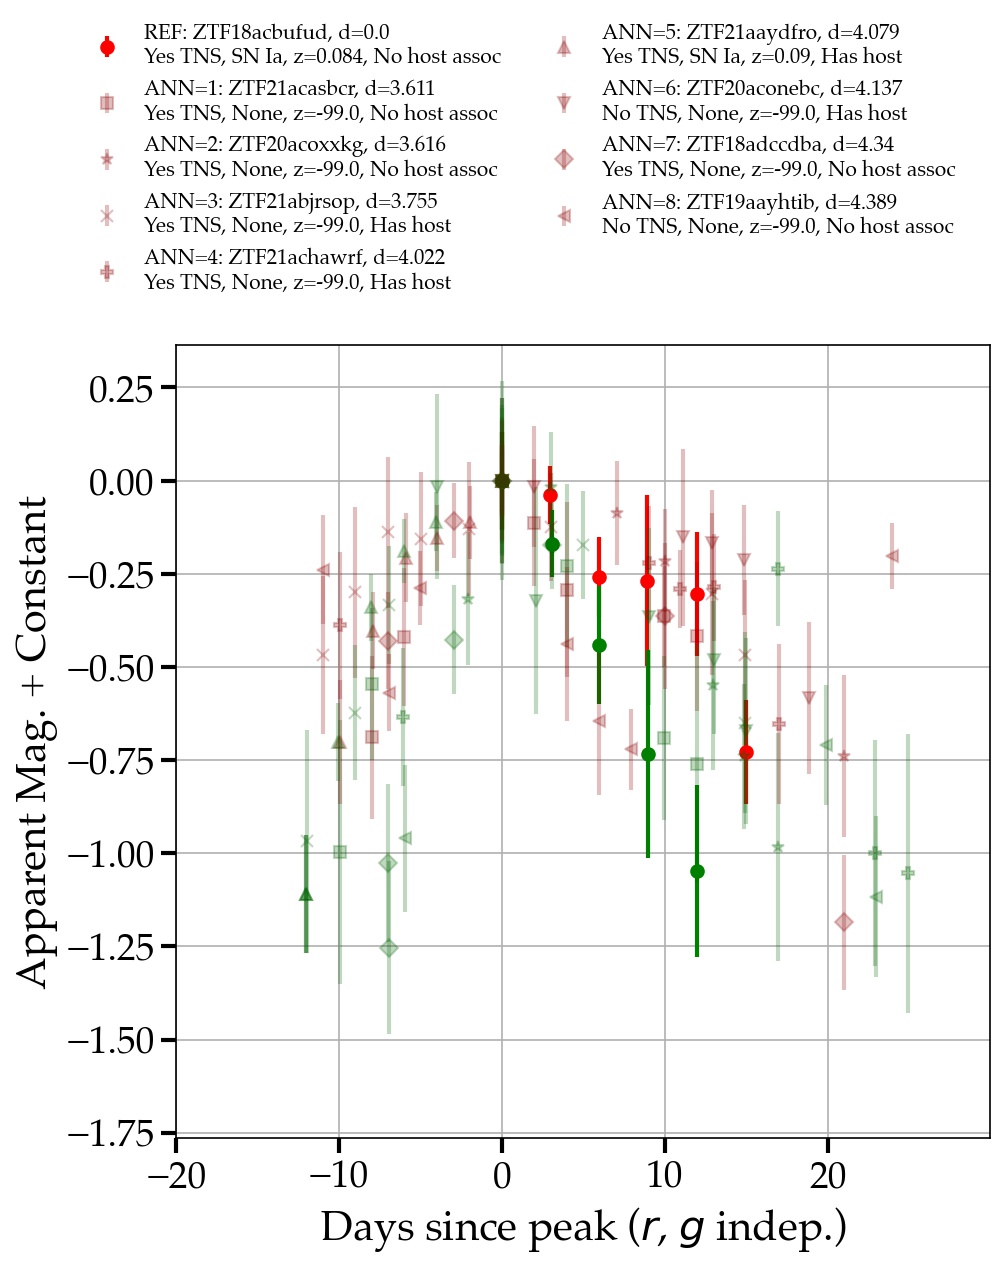 REF: ZTF18acbufud, d=0.0
Yes TNS, SN Ia, z=0.084, No host assoc
ANN=1: ZTF21acasbcr, d=3.611
Yes TNS, None, z=-99.0, No host assoc
ANN=2: ZTF20acoxxkg, d=3.616
Yes TNS, None, z=-99.0, No host assoc
ANN=3: ZTF21abjrsop, d=3.755
Yes TNS, None, z=-99.0, Has host
ANN=4: ZTF21achawrf, d=4.022
Yes TNS, None, z=-99.0, Has host
ANN=5: ZTF21aaydfro, d=4.079
Yes TNS, SN Ia, z=0.09, Has host
ANN=6: ZTF20aconebc, d=4.137
No TNS, None, z=-99.0, Has host
ANN=7: ZTF18adccdba, d=4.34
Yes TNS, None, z=-99.0, No host assoc
ANN=8: ZTF19aayhtib, d=4.389
No TNS, None, z=-99.0, No host assoc
Apparent Mag. + Constant
0.25
0.00
−0.25
−0.50
−0.75
−1.00
−1.25
−1.50
−1.75
−20
−10
0
10
20
Days since peak (r, g indep.)